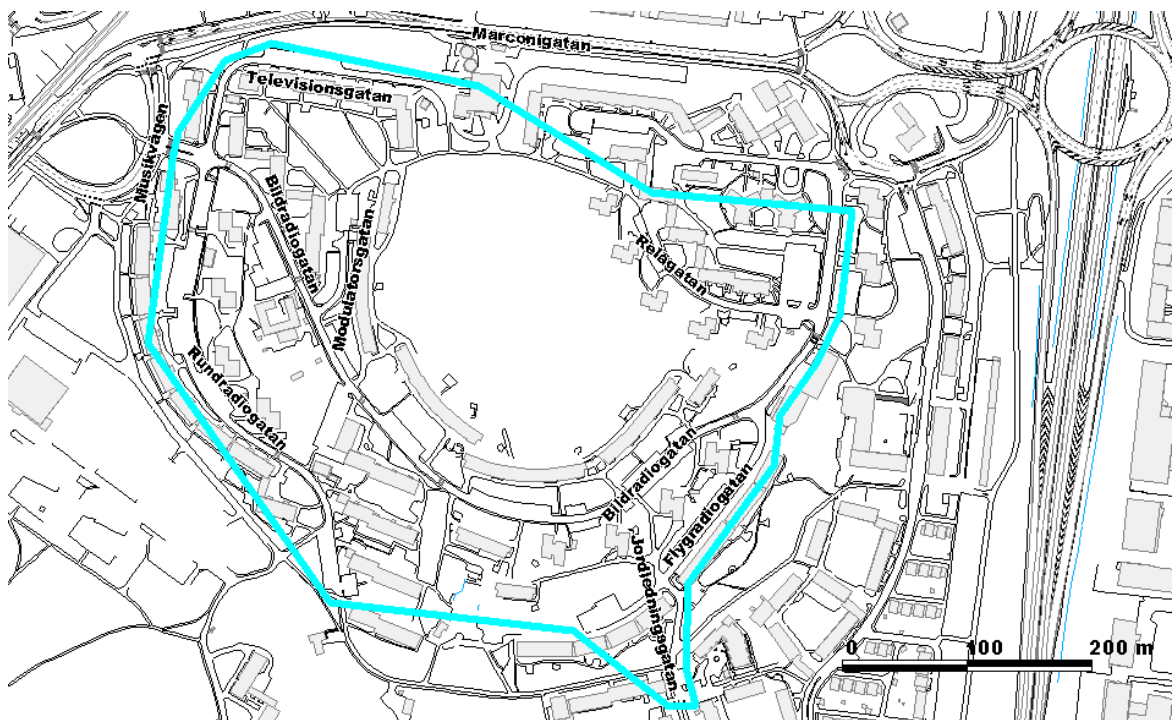 Marconigatan
Televisionsgatan
Musikvägen
Bildradiogatan
Modulatorsgatan
Relägatan
Rundradiogatan
Bildradiogatan
Flygradiogatan
Jordledningsgatan
0 100 200 m